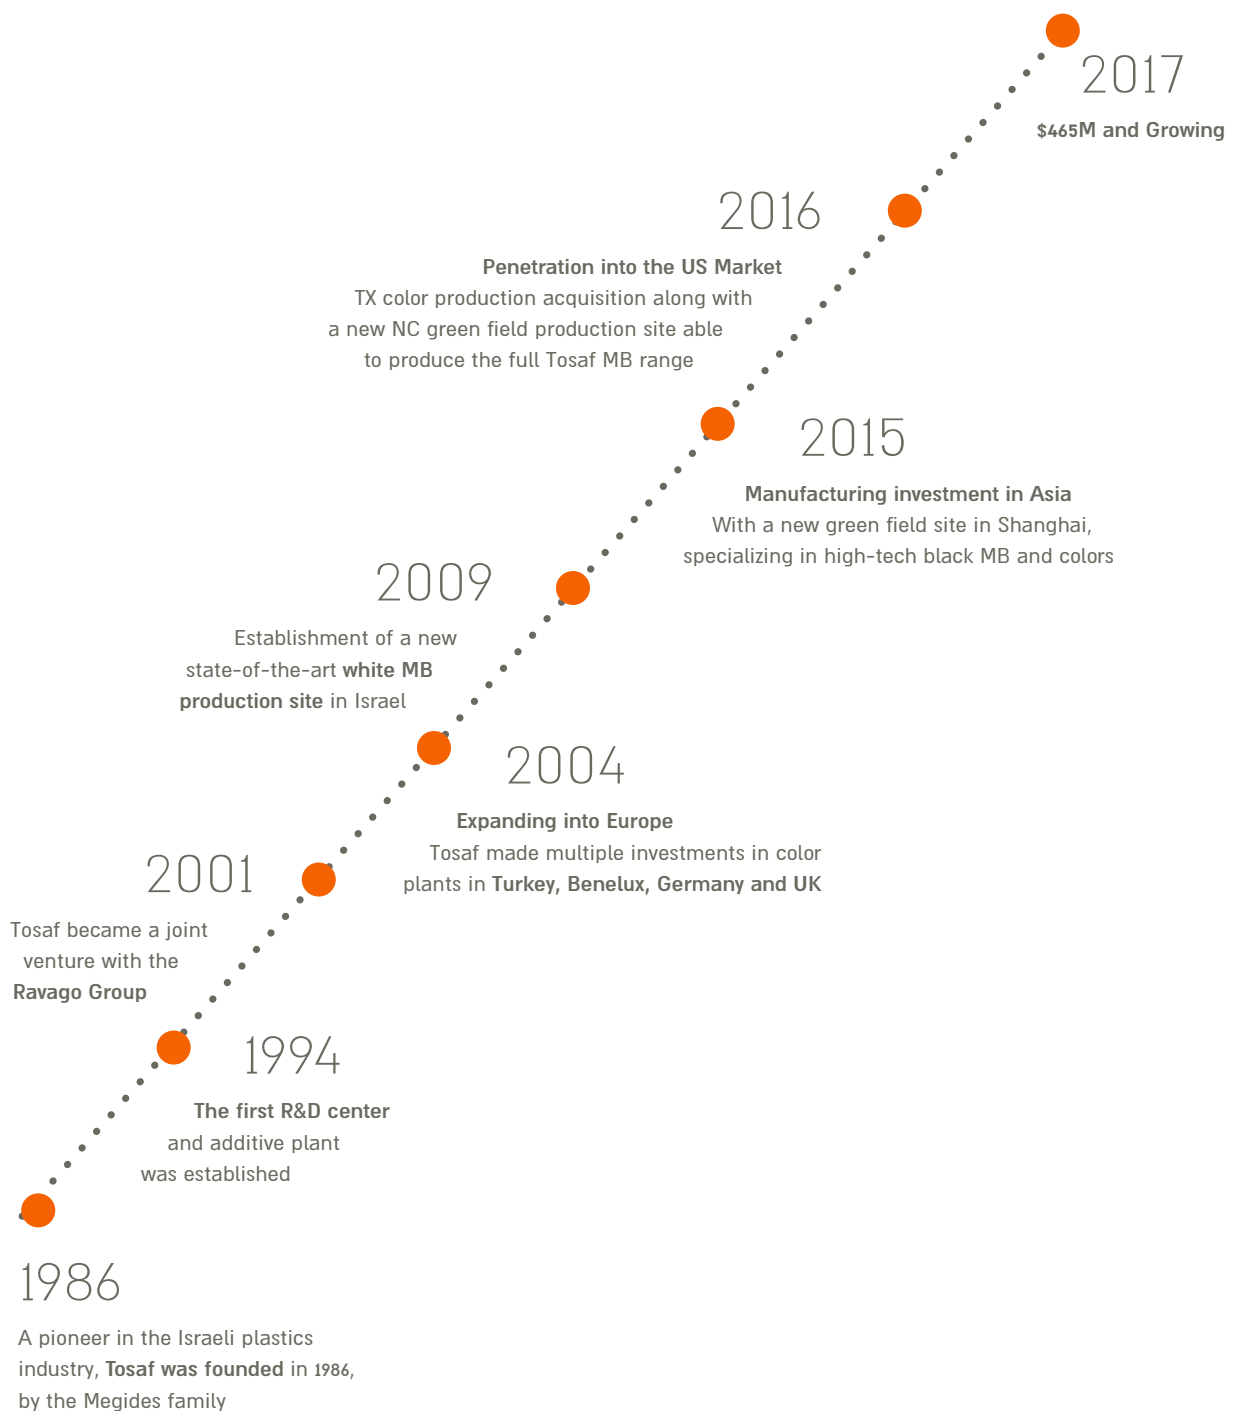 2017
$465M and Growing
2016
Penetration into the US Market
TX color production acquisition along with
a new NC green field production site able
to produce the full Tosaf MB range
2015
Manufacturing investment in Asia
With a new green field site in Shanghai,
specializing in high-tech black MB and colors
2009
Establishment of a new
state-of-the-art white MB
production site in Israel
2004
Expanding into Europe
Tosaf made multiple investments in color
plants in Turkey, Benelux, Germany and UK
2001
Tosaf became a joint
venture with the
Ravago Group
1994
The first R&D center
and additive plant
was established
1986
A pioneer in the Israeli plastics
industry, Tosaf was founded in 1986,
by the Megides family